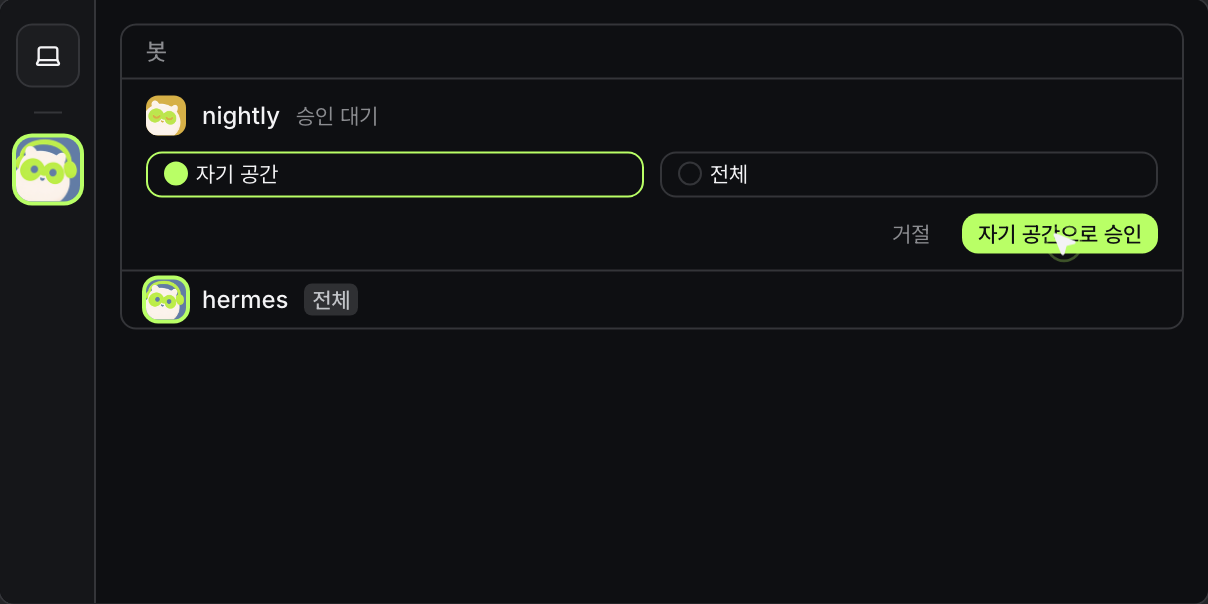 봇
nightly 승인 대기
자기 공간 전체
거절 자기 공간으로 승인
hermes 전체